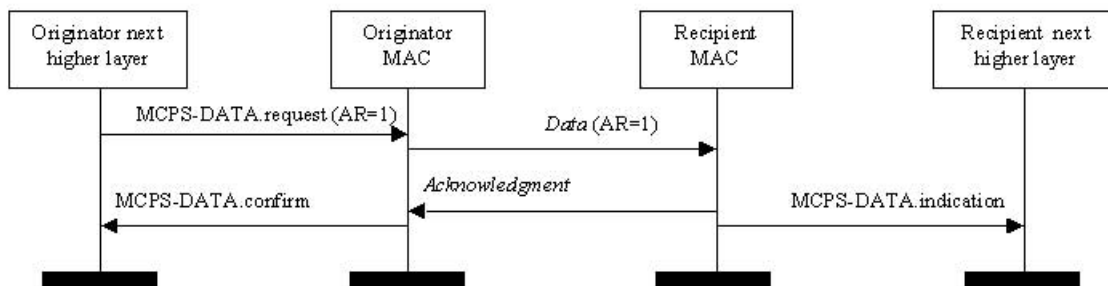 Originator next
higher layer
Originator
MAC
Recipient
MAC
Recipient next
higher layer
MCPS-DATA.request (AR=1)
Data (AR=1)
Acknowledgment
MCPS-DATA.confirm
MCPS-DATA.indication